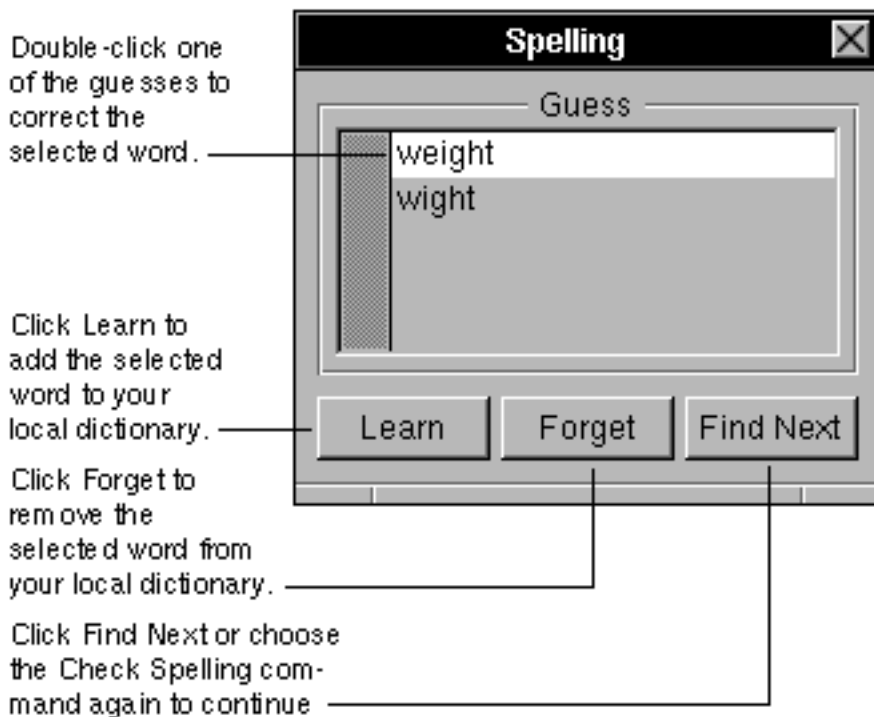 Double-click one
of the guesses to
correct the
selected word.
Spelling
Guess
weight
wight
Click Learn to
add the selected
word to your
local dictionary.
Learn
Forget
Find Next
Click Forget to
remove the
selected word from
your local dictionary.
Click Find Next or choose
the Check Spelling com-
mand again to continue